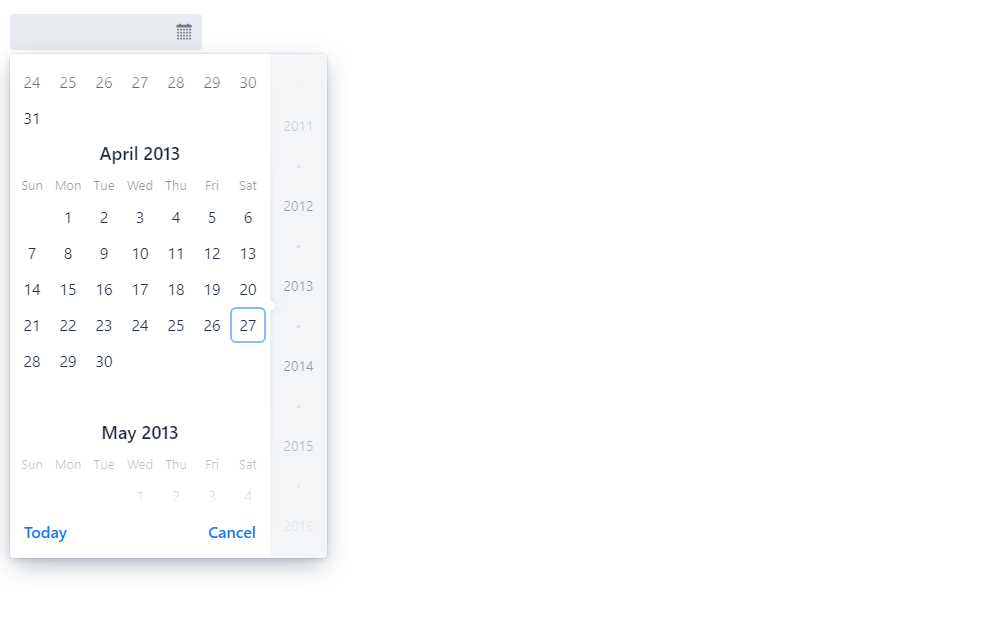 24 25 26 27 28 29 30
31
April 2013
Sun Mon Tue Wed Thu Fri Sat
1 2 3 4 5 6
7 8 9 10 11 12 13
14 15 16 17 18 19 20
21 22 23 24 25 26 27
28 29 30
May 2013
Sun Mon Tue Wed Thu Fri Sat
1 2 3 4
Today Cancel
2011
2012
2013
2014
2015
2016